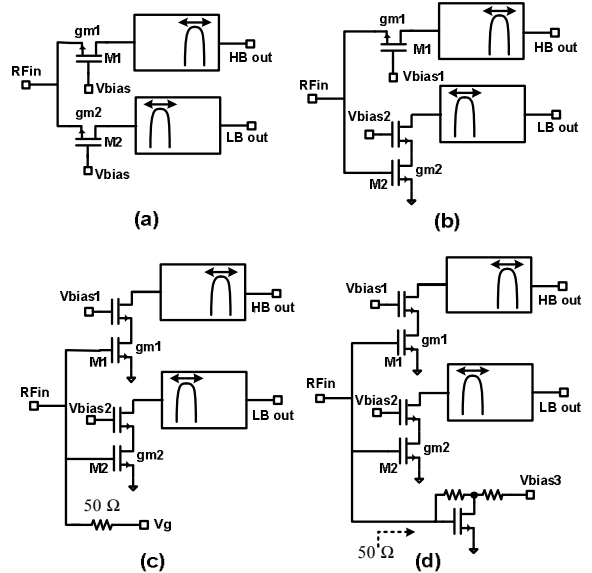 gm1
M1
HB out
RFin
Vbias
gm2
M2
LB out
Vbias
(a)
gm1
M1
HB out
Vbias1
RFin
Vbias2
LB out
M2
gm2
(b)
Vbias1
HB out
M1
gm1
RFin
Vbias2
LB out
M2
gm2
50 Ω
Vg
(c)
Vbias1
HB out
M1
gm1
RFin
Vbias2
LB out
M2
gm2
Vbias3
50 Ω
(d)